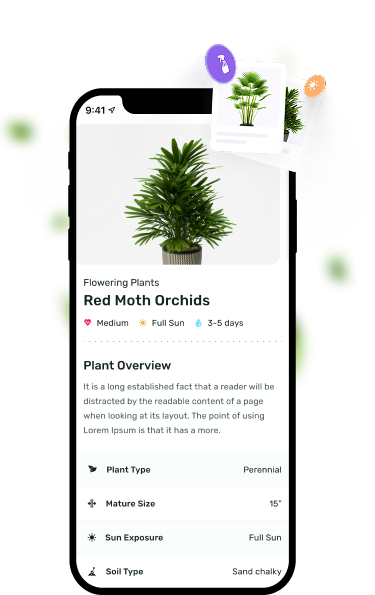 9:41
Flowering Plants
Red Moth Orchids
Medium Full Sun 3-5 days
Plant Overview
It is a long established fact that a reader will be
distracted by the readable content of a page
when looking at its layout. The point of using
Lorem Ipsum is that it has a more.
Plant Type Perennial
Mature Size 15"
Sun Exposure Full Sun
Soil Type Sand chalky